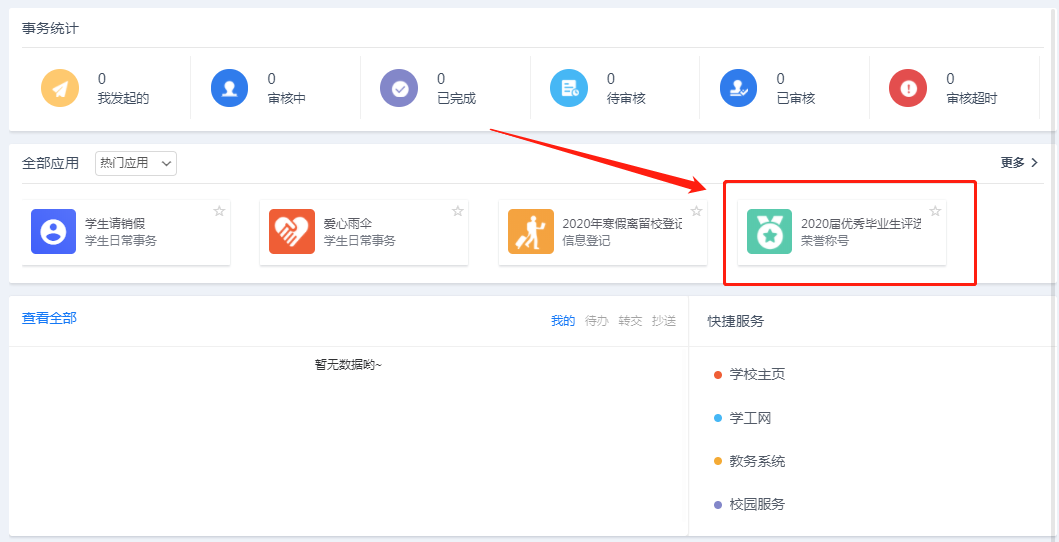 事务统计
0
我发起的
0
审核中
0
已完成
0
待审核
0
已审核
0
审核超时
全部应用
热门应用
更多
学生请销假
学生日常事务
爱心雨伞
学生日常事务
2020年寒假离留校登记
信息登记
2020届优秀毕业生评选
荣誉称号
查看全部
我的 待办 转交 抄送
暂无数据哟~
快捷服务
学校主页
学工网
教务系统
校园服务